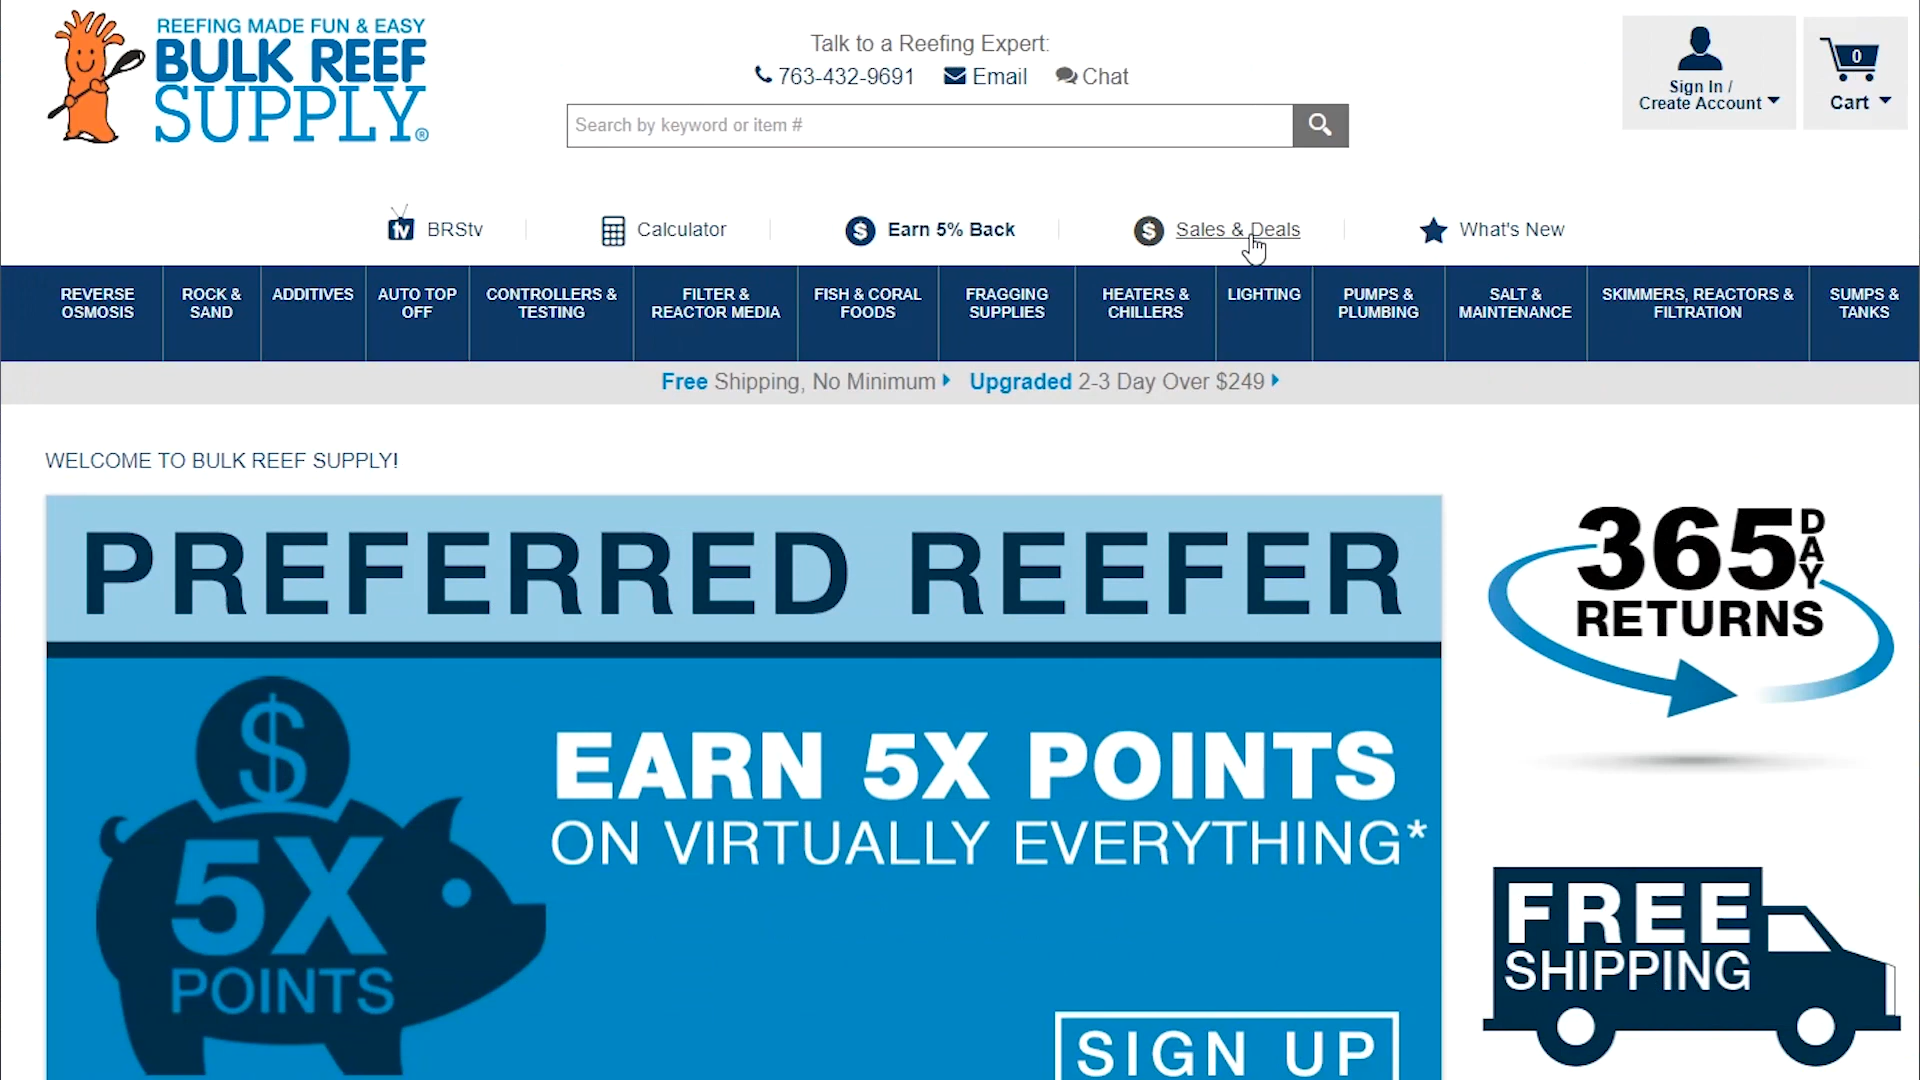 REEFING MADE FUN & EASY
BULK REEF
SUPPLY®
Talk to a Reefing Expert:
763-432-9691 Email Chat
Search by keyword or item #
Sign In /
Create Account
0
Cart
tv BRStv Calculator $ Earn 5% Back $ Sales & Deals What's New
REVERSE
OSMOSIS
ROCK &
SAND
ADDITIVES
AUTO TOP
OFF
CONTROLLERS &
TESTING
FILTER &
REACTOR MEDIA
FISH & CORAL
FOODS
FRAGGING
SUPPLIES
HEATERS &
CHILLERS
LIGHTING
PUMPS &
PLUMBING
SALT &
MAINTENANCE
SKIMMERS, REACTORS &
FILTRATION
SUMPS &
TANKS
Free Shipping, No Minimum Upgraded 2-3 Day Over $249
WELCOME TO BULK REEF SUPPLY!
PREFERRED REEFER
$
5X
POINTS
EARN 5X POINTS
ON VIRTUALLY EVERYTHING*
SIGN UP
365 DAY
RETURNS
FREE
SHIPPING